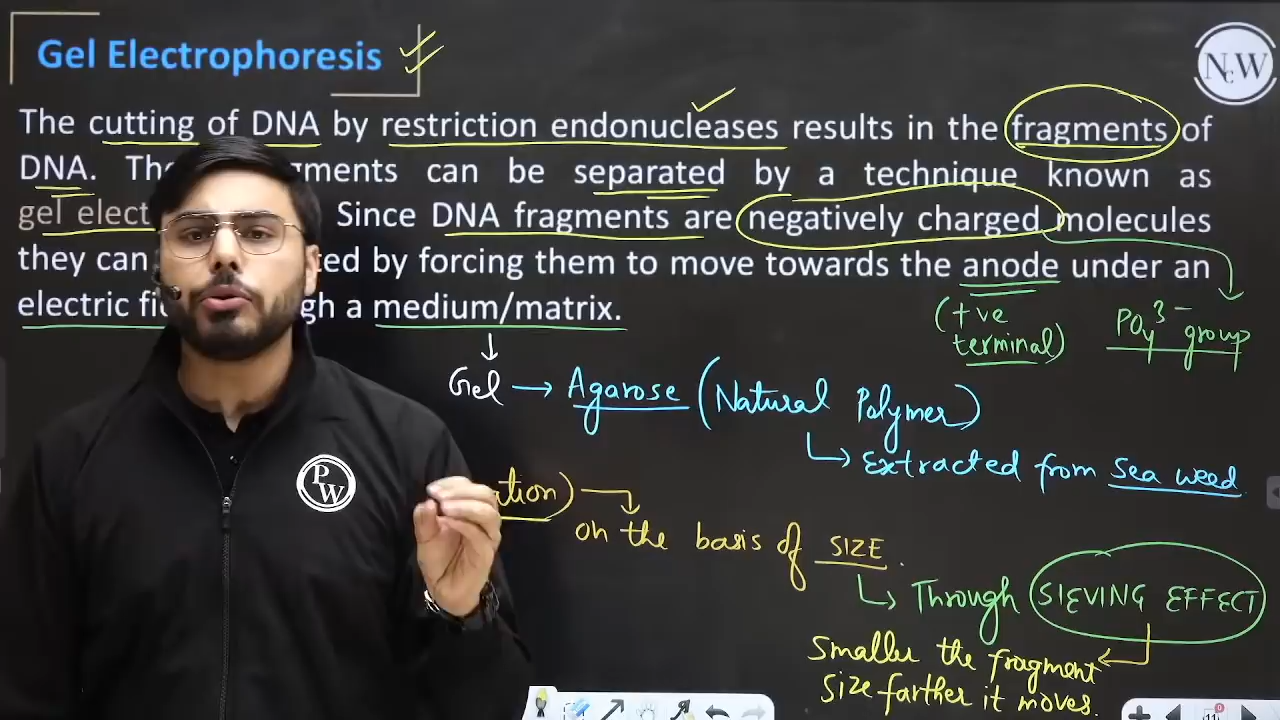 Gel Electrophoresis
NcW
The cutting of DNA by restriction endonucleases results in the fragments of
DNA. The gments can be separated by a technique known as
gel elect Since DNA fragments are negatively charged molecules
they can ed by forcing them to move towards the anode under an
electric fi gh a medium/matrix.
(+ve
terminal)
PO4 3- group
Gel → Agarose (Natural Polymer)
Extracted from Sea weed
ation)
on the basis of SIZE.
Through SIEVING EFFECT
Smaller the fragment
size farther it moves.
PW